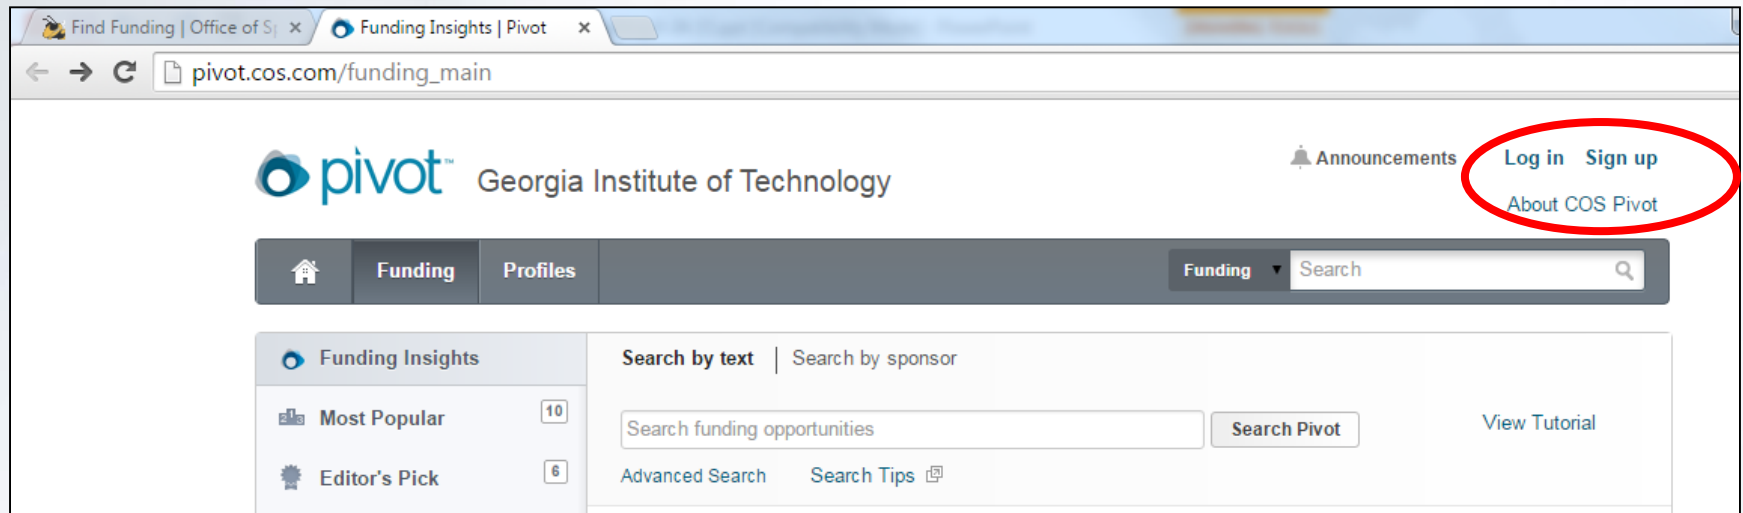 Find Funding | Office of S
Funding Insights | Pivot
pivot.cos.com/funding_main
pivot™ Georgia Institute of Technology
Announcements Log in Sign up
About COS Pivot
Funding Profiles Funding Search
Funding Insights
Search by text | Search by sponsor
Most Popular 10
Search funding opportunities Search Pivot View Tutorial
Editor's Pick 6
Advanced Search Search Tips